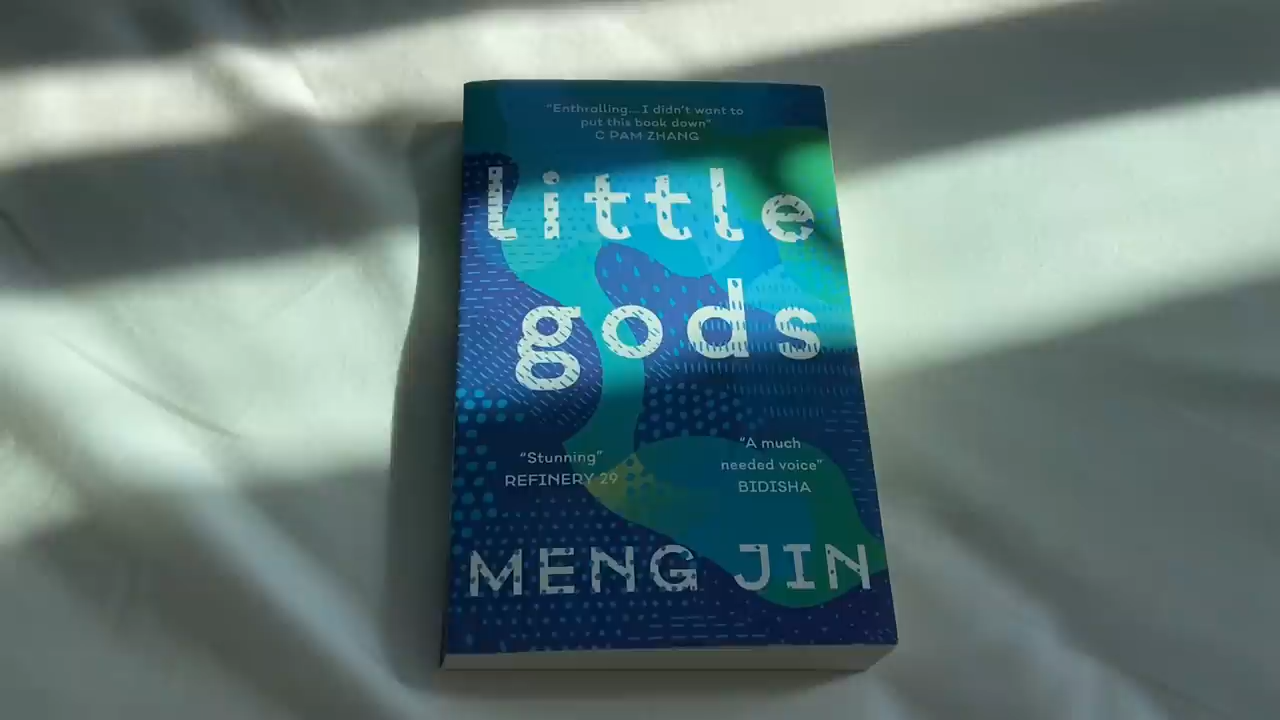 "Enthralling... I didn't want to
put this book down"
C PAM ZHANG
little
gods
"Stunning"
REFINERY 29
"A much
needed voice"
BIDISHA
MENG JIN